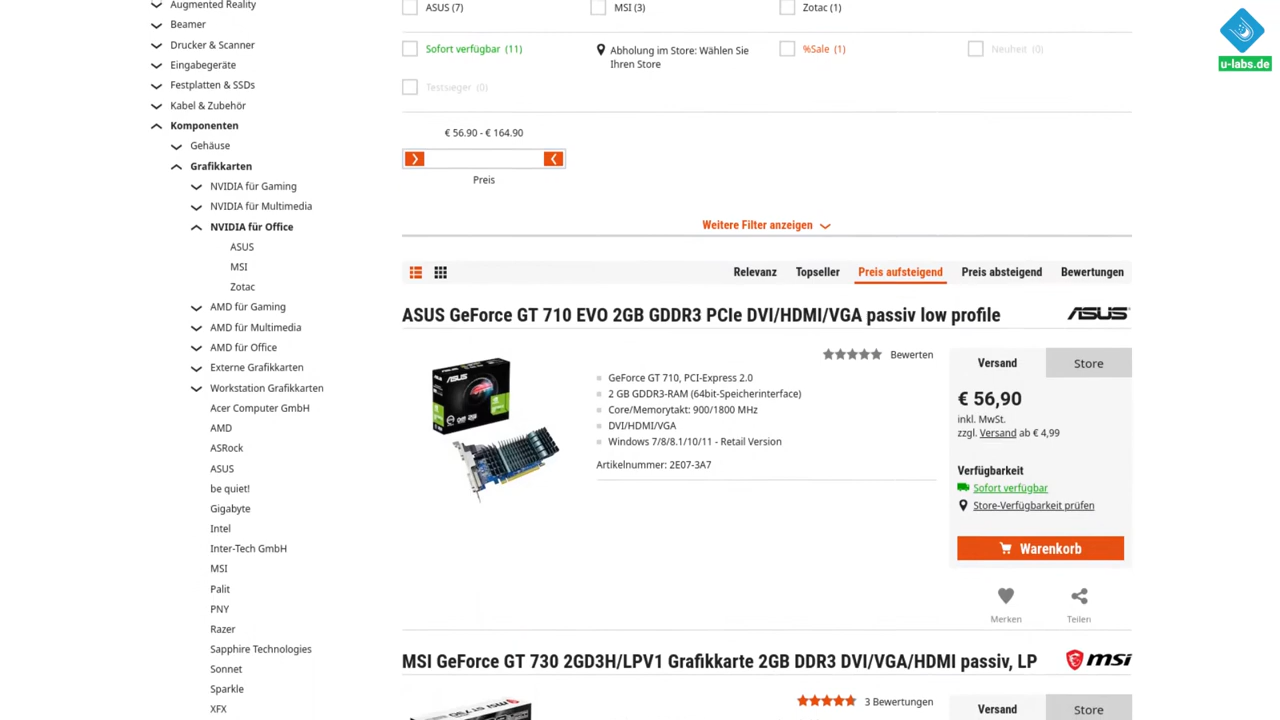 Augmented Reality
Beamer
Drucker & Scanner
Eingabegeräte
Festplatten & SSDs
Kabel & Zubehör
Komponenten
Gehäuse
Grafikkarten
NVIDIA für Gaming
NVIDIA für Multimedia
NVIDIA für Office
ASUS
MSI
Zotac
AMD für Gaming
AMD für Multimedia
AMD für Office
Externe Grafikkarten
Workstation Grafikkarten
Acer Computer GmbH
AMD
ASRock
ASUS
be quiet!
Gigabyte
Intel
Inter-Tech GmbH
MSI
Palit
PNY
Razer
Sapphire Technologies
Sonnet
Sparkle
XFX
ASUS (7)
MSI (3)
Zotac (1)
Sofort verfügbar (11)
Abholung im Store: Wählen Sie
Ihren Store
%Sale (1)
Neuheit (0)
Testsieger (0)
€ 56.90 - € 164.90
Preis
Weitere Filter anzeigen
Relevanz
Topseller
Preis aufsteigend
Preis absteigend
Bewertungen
ASUS GeForce GT 710 EVO 2GB GDDR3 PCIe DVI/HDMI/VGA passiv low profile
ASUS
Bewerten
GeForce GT 710, PCI-Express 2.0
2 GB GDDR3-RAM (64bit-Speicherinterface)
Core/Memorytakt: 900/1800 MHz
DVI/HDMI/VGA
Windows 7/8/8.1/10/11 - Retail Version
Artikelnummer: 2E07-3A7
Versand
Store
€ 56,90
inkl. MwSt.
zzgl. Versand ab € 4,99
Verfügbarkeit
Sofort verfügbar
Store-Verfügbarkeit prüfen
Warenkorb
Merken
Teilen
MSI GeForce GT 730 2GD3H/LPV1 Grafikkarte 2GB DDR3 DVI/VGA/HDMI passiv, LP
msi
3 Bewertungen
Versand
Store
u-labs.de